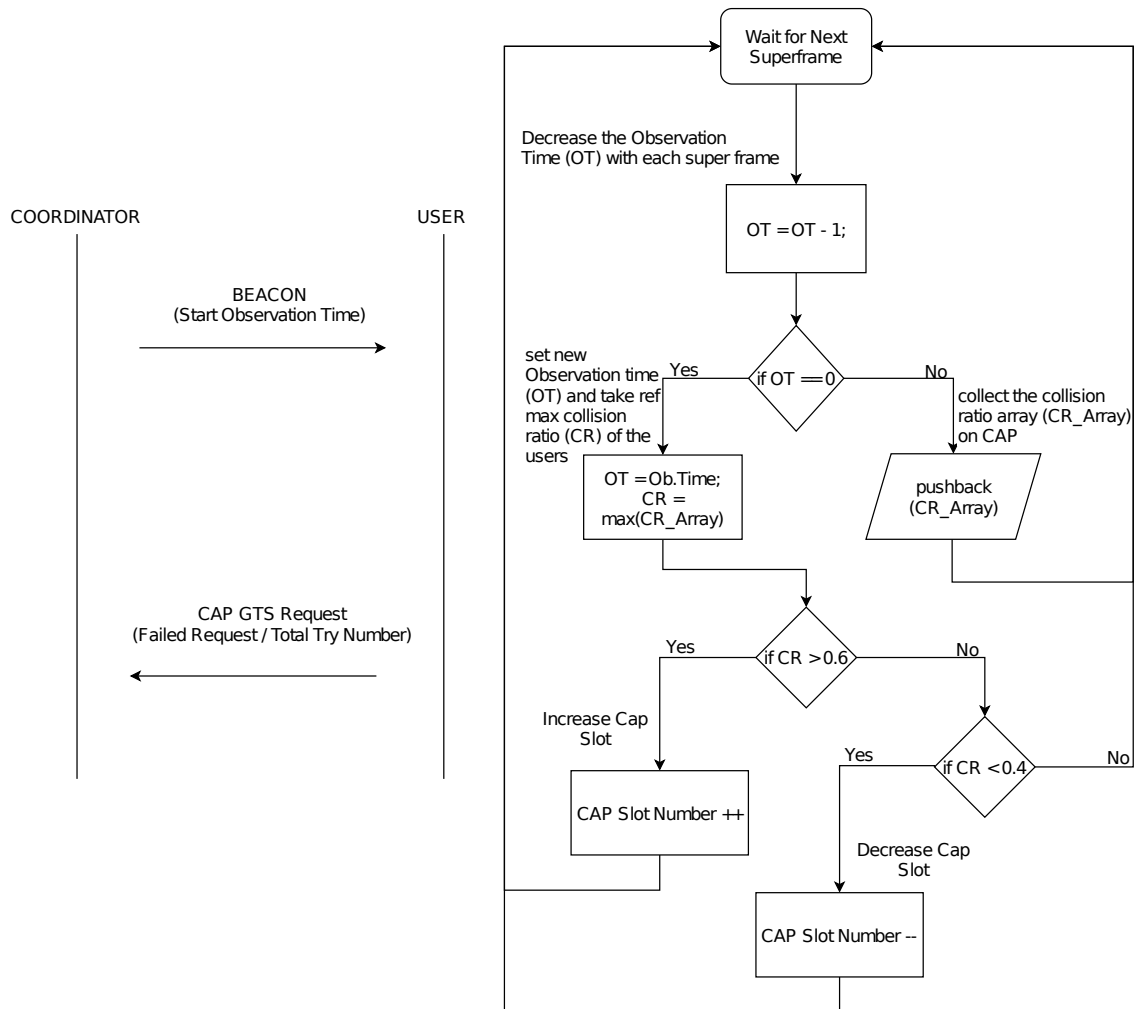 Wait for Next
Superframe
Decrease the Observation
Time (OT) with each super frame
COORDINATOR
USER
OT = OT - 1;
BEACON
(Start Observation Time)
set new
Observation time
(OT) and take ref
max collision
ratio (CR) of the
users
Yes
if OT == 0
No
collect the collision
ratio array (CR_Array)
on CAP
OT = Ob.Time;
CR =
max(CR_Array)
pushback
(CR_Array)
CAP GTS Request
(Failed Request / Total Try Number)
Yes
if CR > 0.6
No
Increase Cap
Slot
Yes
if CR < 0.4
No
CAP Slot Number ++
Decrease Cap
Slot
CAP Slot Number --